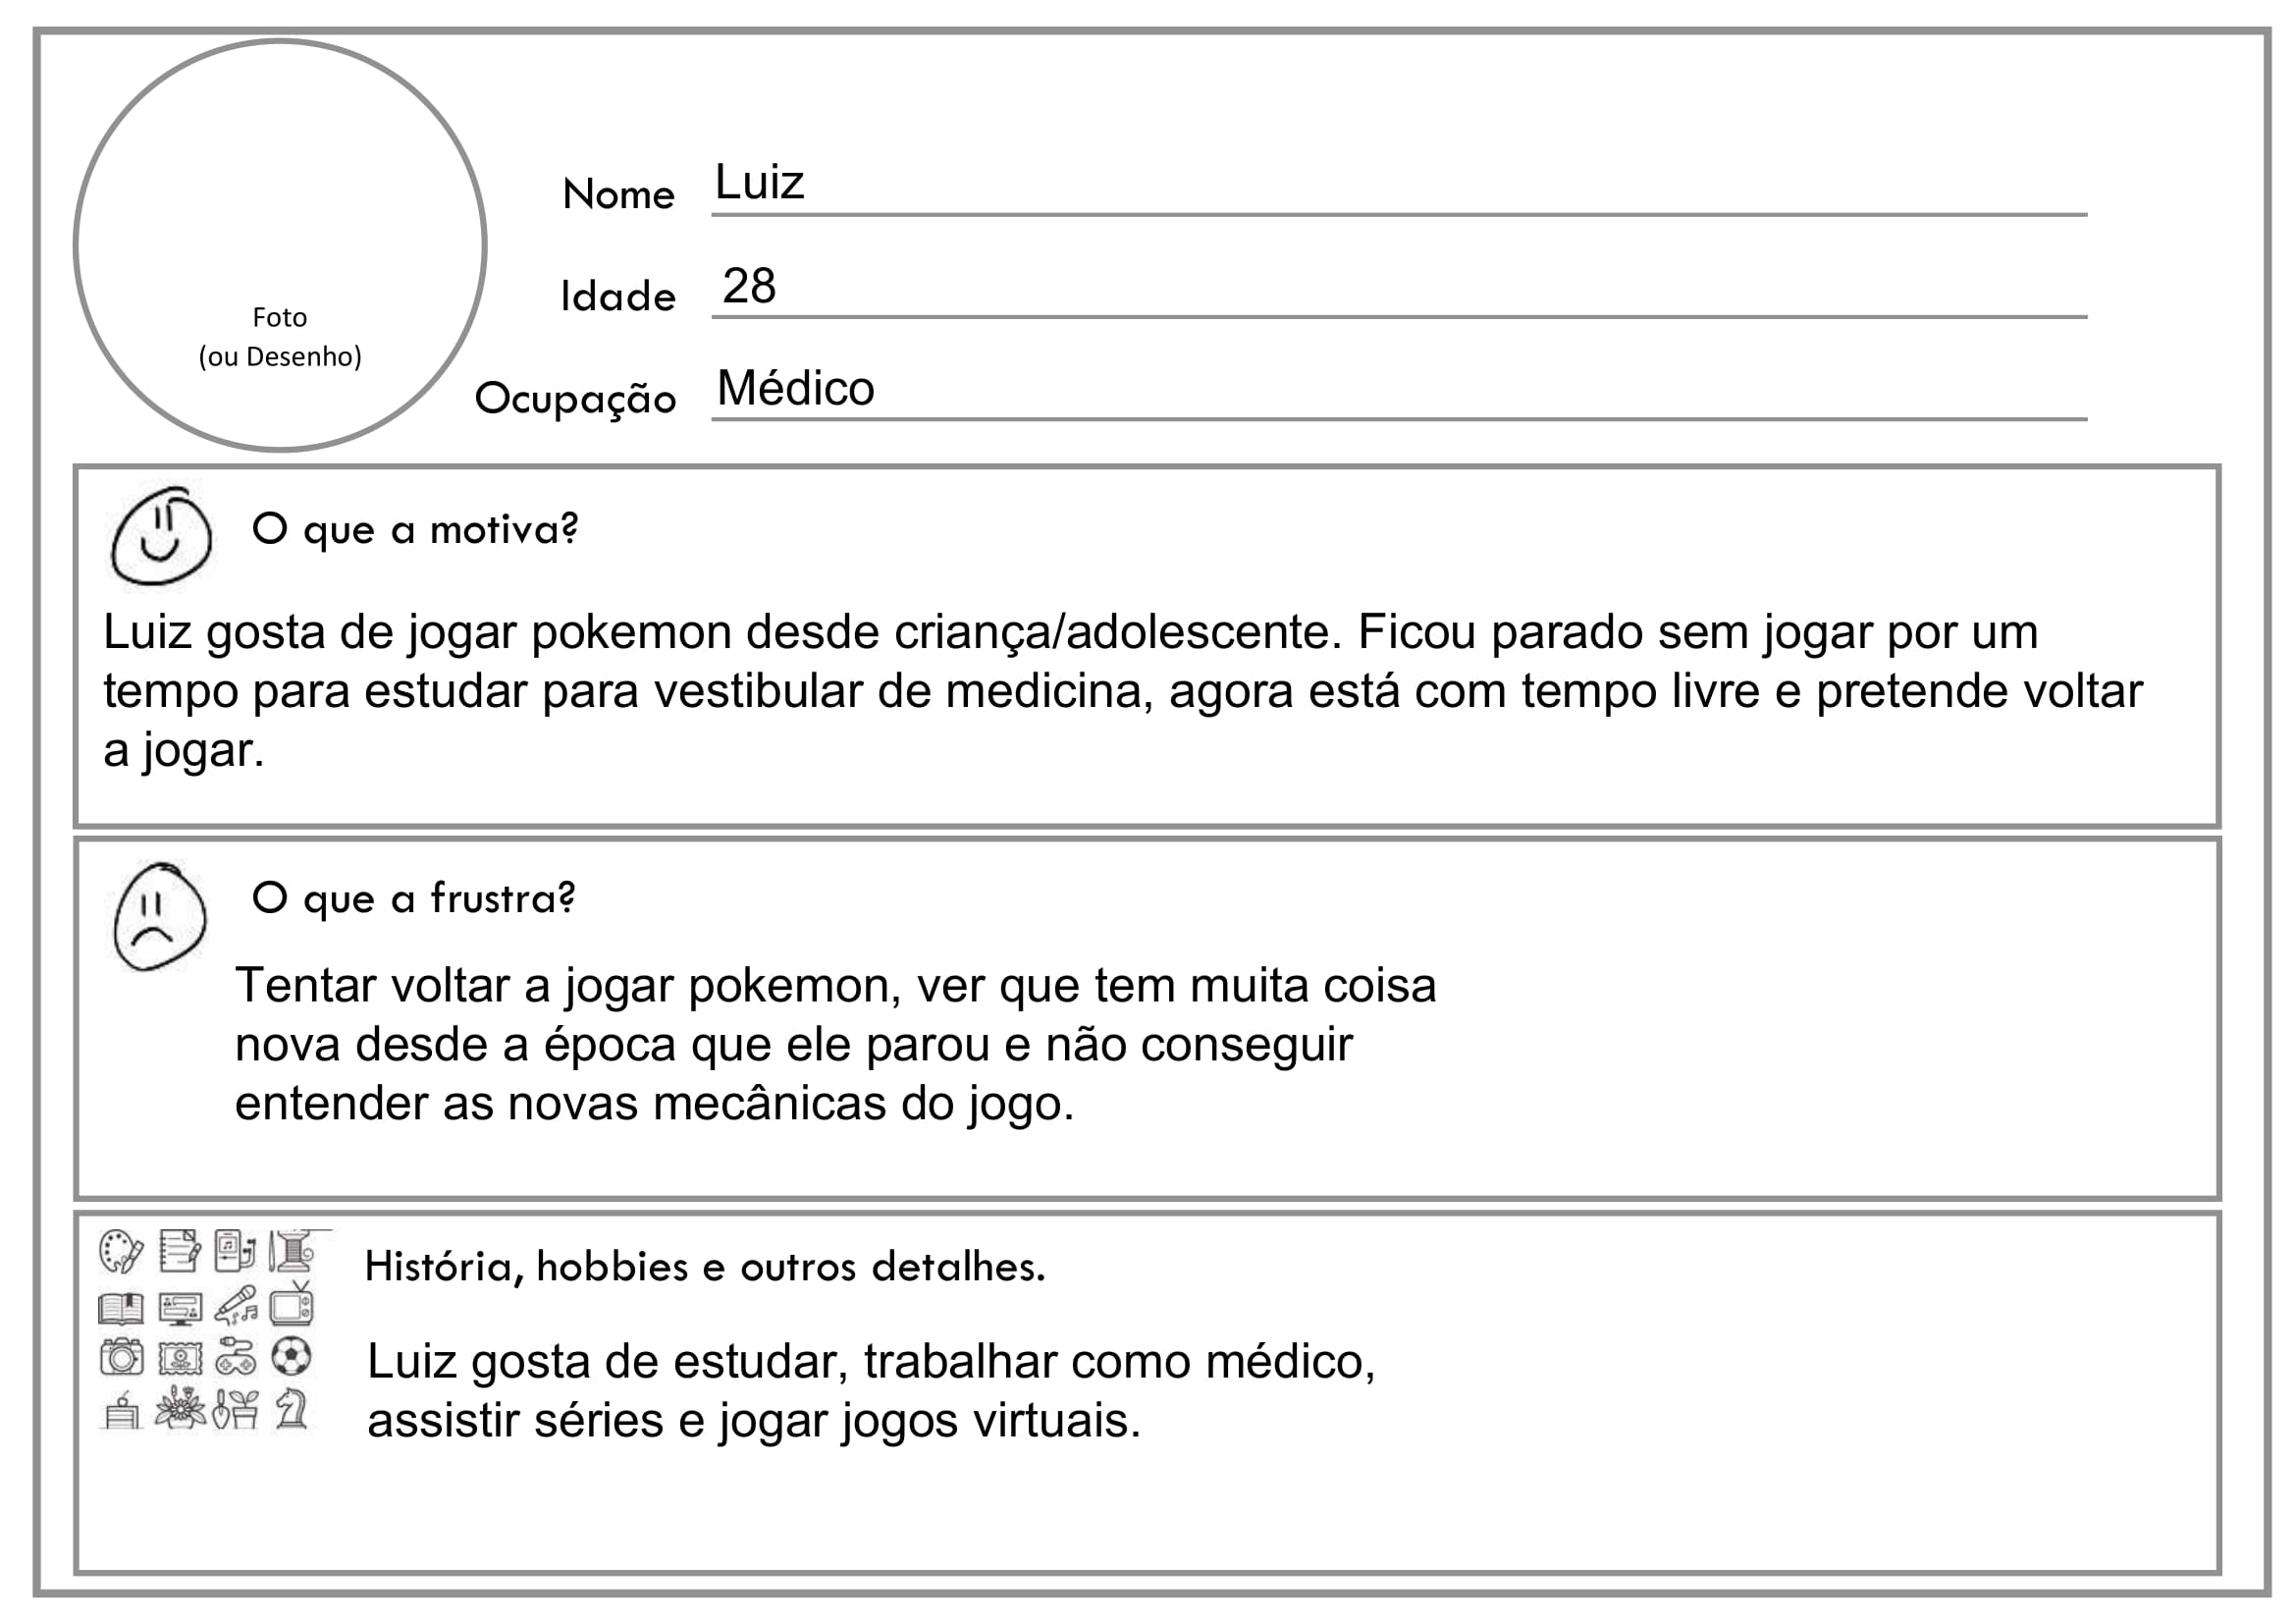 Foto
(ou Desenho)
Nome Luiz
Idade 28
Ocupação Médico
O que a motiva?
Luiz gosta de jogar pokemon desde criança/adolescente. Ficou parado sem jogar por um
tempo para estudar para vestibular de medicina, agora está com tempo livre e pretende voltar
a jogar.
O que a frustra?
Tentar voltar a jogar pokemon, ver que tem muita coisa
nova desde a época que ele parou e não conseguir
entender as novas mecânicas do jogo.
História, hobbies e outros detalhes.
Luiz gosta de estudar, trabalhar como médico,
assistir séries e jogar jogos virtuais.